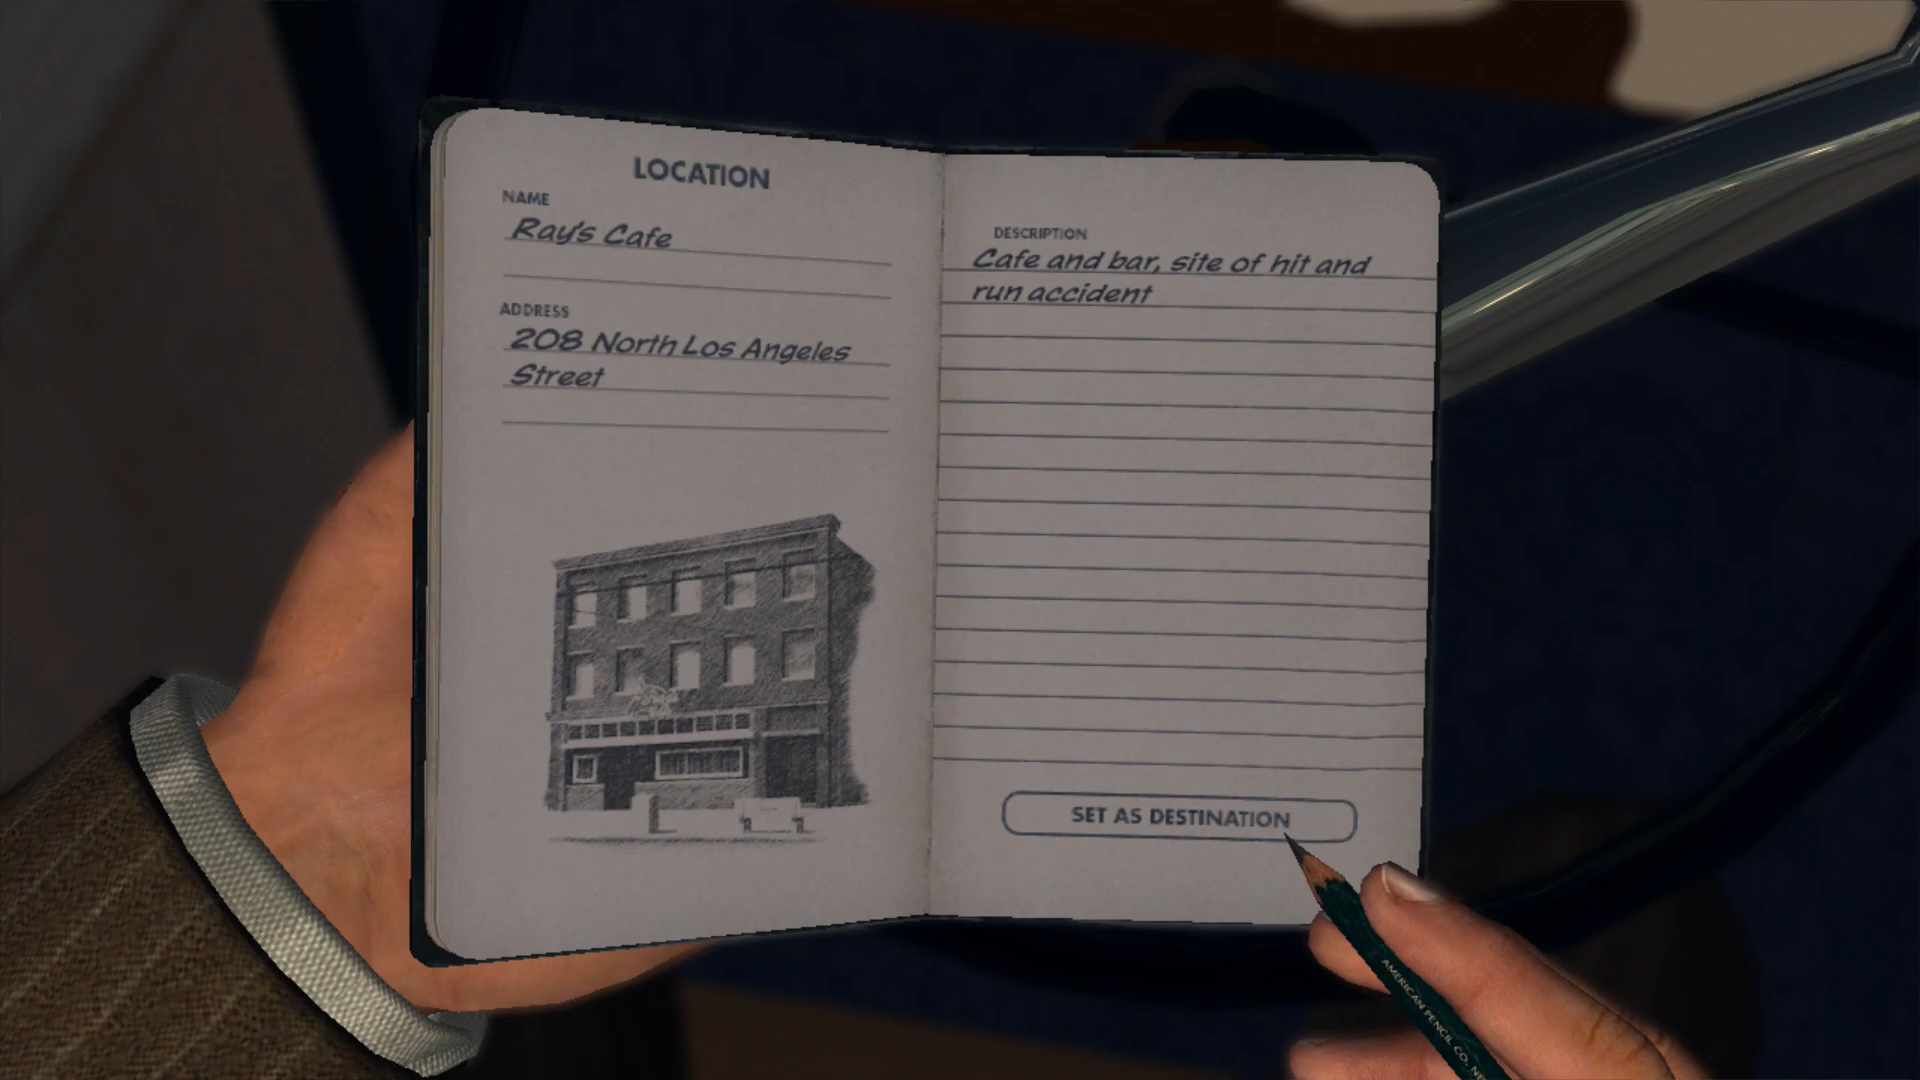 LOCATION
NAME
Ray's Cafe
ADDRESS
208 North Los Angeles
Street
DESCRIPTION
Cafe and bar, site of hit and
run accident
SET AS DESTINATION
AMERICAN PENCIL CO.